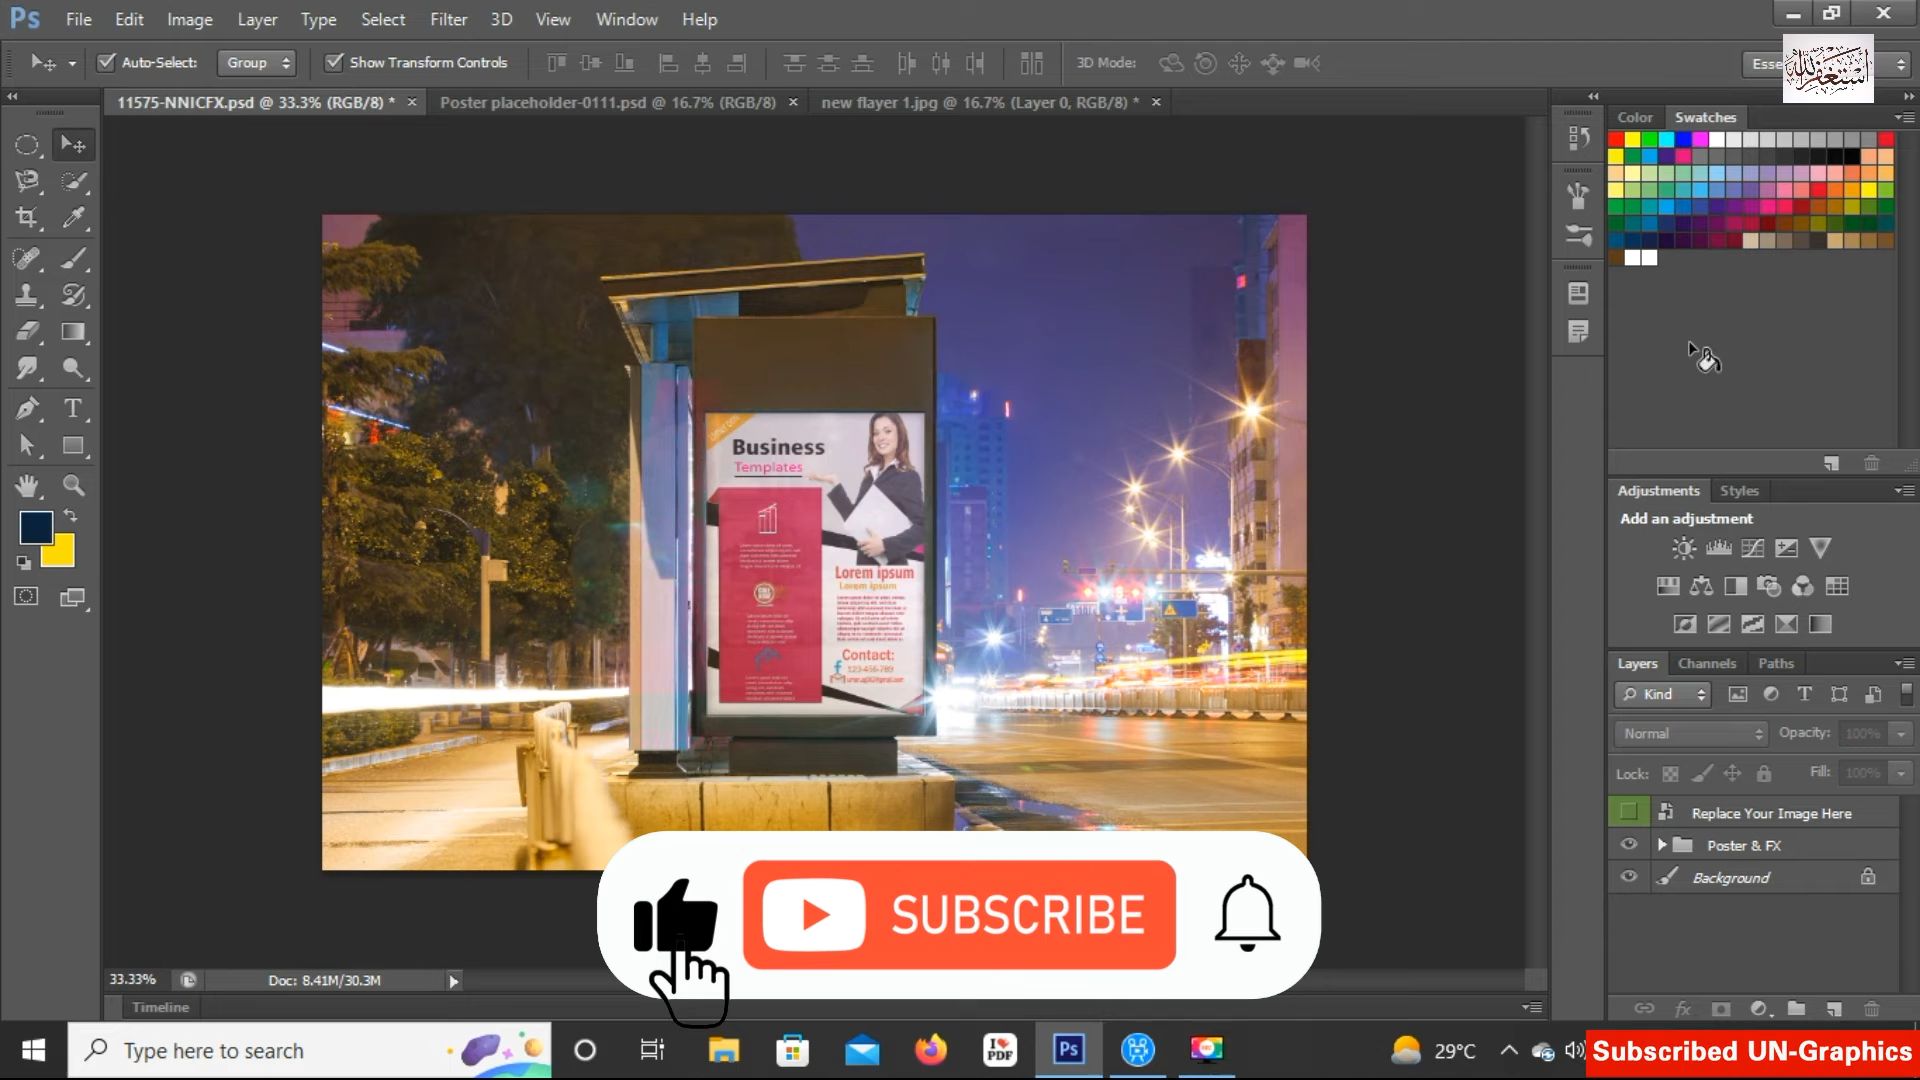 Ps File Edit Image Layer Type Select Filter 3D View Window Help
Auto-Select: Group Show Transform Controls 3D Mode: Esse
أستغفر الله
11575-NNICFX.psd @ 33.3% (RGB/8) * × Poster placeholder-0111.psd @ 16.7% (RGB/8) × new flayer 1.jpg @ 16.7% (Layer 0, RGB/8) * ×
Color Swatches
Business
Templates
Lorem ipsum
Lorem ipsum
Contact:
123-456-789
Adjustments Styles
Add an adjustment
Layers Channels Paths
Kind
Normal Opacity: 100%
Lock: Fill: 100%
Replace Your Image Here
Poster & FX
Background
SUBSCRIBE
33.33% Doc: 8.41M/30.3M
Timeline
Type here to search
I PDF
Ps
29°C
Subscribed UN-Graphics